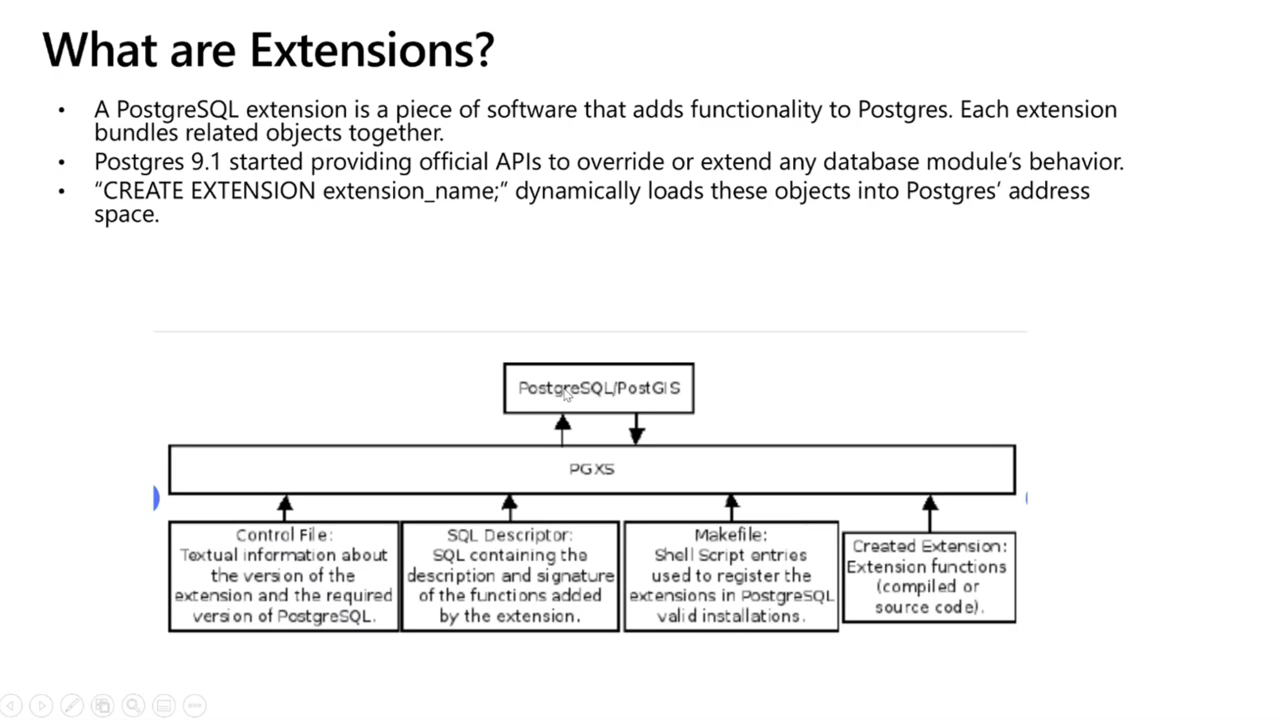 What are Extensions?
• A PostgreSQL extension is a piece of software that adds functionality to Postgres. Each extension
bundles related objects together.
• Postgres 9.1 started providing official APIs to override or extend any database module’s behavior.
• “CREATE EXTENSION extension_name;” dynamically loads these objects into Postgres’ address
space.
PostgreSQL/PostGIS
PGXS
Control File:
Textual information about
the version of the
extension and the required
version of PostgreSQL.
SQL Descriptor:
SQL containing the
description and signature
of the functions added
by the extension.
Makefile:
Shell Script entries
used to register the
extensions in PostgreSQL
valid installations.
Created Extension:
Extension functions
(compiled or
source code).